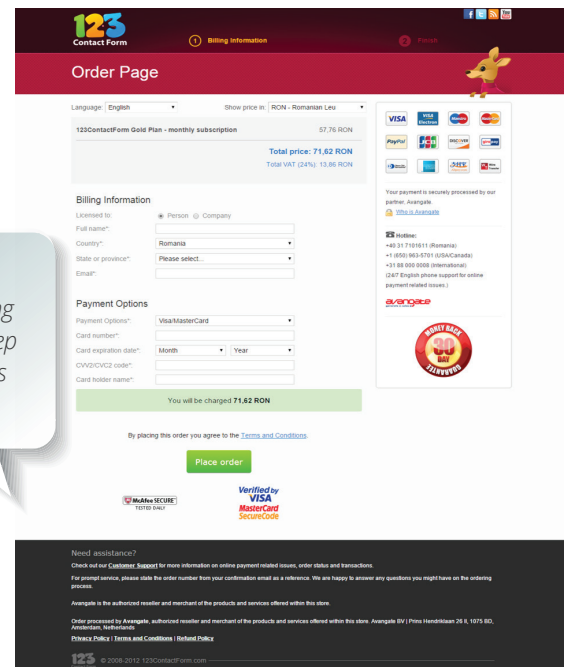 123
Contact Form
1 Billing Information
2 Finish
Order Page
Language: English
Show price in: RON - Romanian Leu
123ContactForm Gold Plan - monthly subscription 57,76 RON
Total price: 71,62 RON
Total VAT (24%): 13,86 RON
Billing Information
Licensed to: Person Company
Full name*:
Country*: Romania
State or province*: Please select...
Email*:
Payment Options
Payment Options*: Visa/MasterCard
Card number*:
Card expiration date*: Month Year
CVV2/CVC2 code*:
Card holder name*:
You will be charged 71,62 RON
By placing this order you agree to the Terms and Conditions.
Place order
McAfee SECURE
TESTED DAILY
Verified by
VISA
MasterCard
SecureCode
VISA
VISA
Electron
PayPal
JCB
DISCOVER
Your payment is securely processed by our
partner, Avangate.
Who is Avangate
Hotline:
+40 31 7101611 (Romania)
+1 (650) 963-5701 (USA/Canada)
+31 88 000 0008 (International)
(24/7 English phone support for online
payment related issues.)
avangate
MONEY BACK
30
DAY
GUARANTEE
ng
ep
s
Need assistance?
Check out our Customer Support for more information on online payment related issues, order status and transactions.
For prompt service, please state the order number from your confirmation email as a reference. We are happy to answer any questions you might have on the ordering
process.
Avangate is the authorized reseller and merchant of the products and services offered within this store.
Order processed by Avangate, authorized reseller and merchant of the products and services offered within this store. Avangate BV | Prins Hendriklaan 26 II, 1075 BD,
Amsterdam, Netherlands
Privacy Policy | Terms and Conditions | Refund Policy
123 © 2008-2012 123ContactForm.com